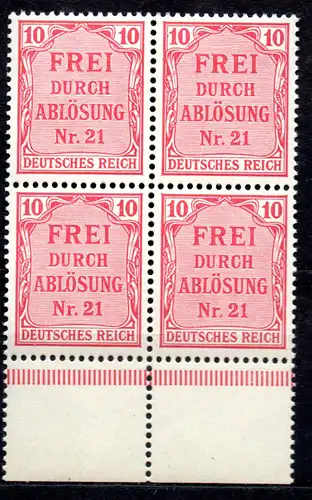 10 10 10 10
FREI FREI
DURCH DURCH
ABLÖSUNG ABLÖSUNG
Nr. 21 Nr. 21
DEUTSCHES REICH DEUTSCHES REICH
10 10 10 10
FREI FREI
DURCH DURCH
ABLÖSUNG ABLÖSUNG
Nr. 21 Nr. 21
DEUTSCHES REICH DEUTSCHES REICH